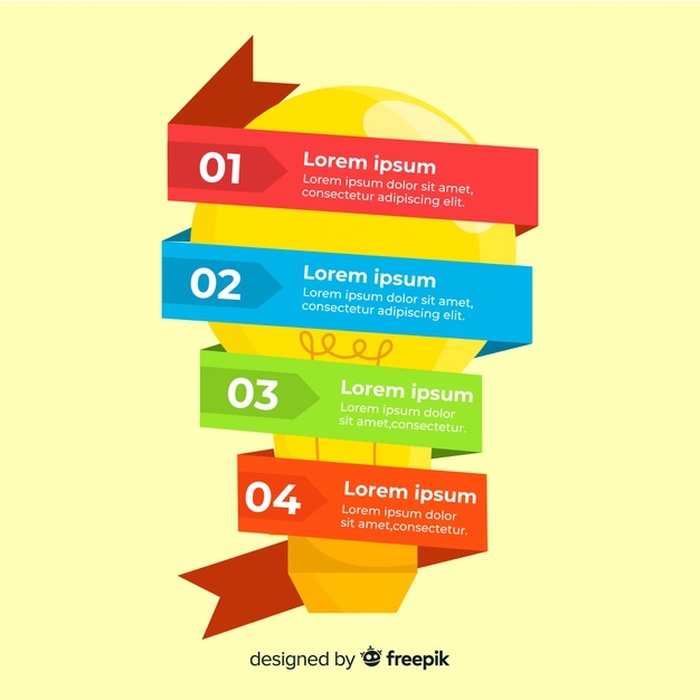 01
Lorem ipsum
Lorem ipsum dolor sit amet,
consectetur adipiscing elit.
02
Lorem ipsum
Lorem ipsum dolor sit amet,
consectetur adipiscing elit.
03
Lorem ipsum
Lorem ipsum dolor
sit amet,consectetur.
04
Lorem ipsum
Lorem ipsum dolor
sit amet,consectetur.
designed by freepik